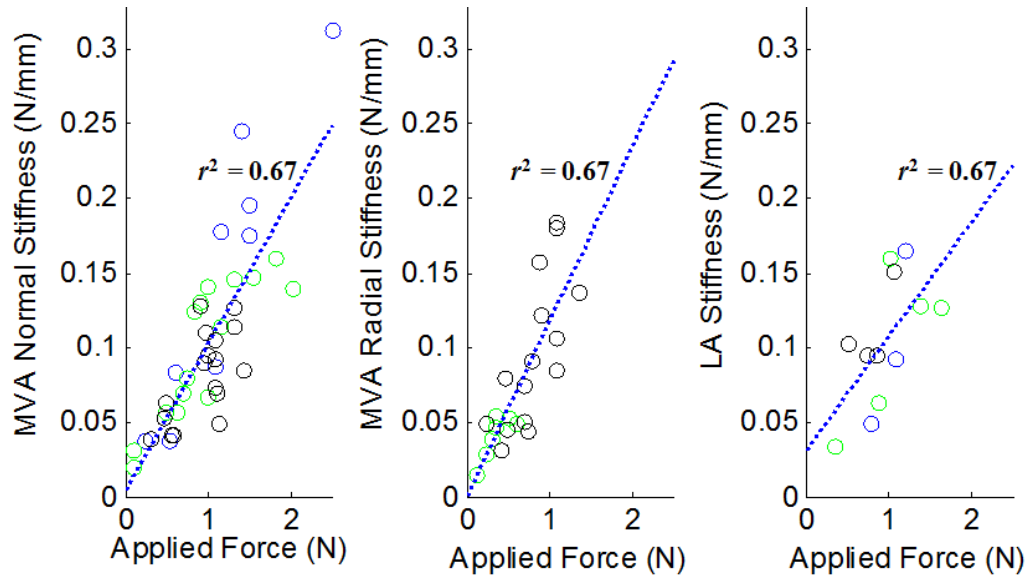 MVA Normal Stiffness (N/mm)
0.3
0.25
0.2
0.15
0.1
0.05
0
r² = 0.67
0 1 2
Applied Force (N)
MVA Radial Stiffness (N/mm)
0.3
0.25
0.2
0.15
0.1
0.05
0
r² = 0.67
0 1 2
Applied Force (N)
LA Stiffness (N/mm)
0.3
0.25
0.2
0.15
0.1
0.05
0
r² = 0.67
0 1 2
Applied Force (N)